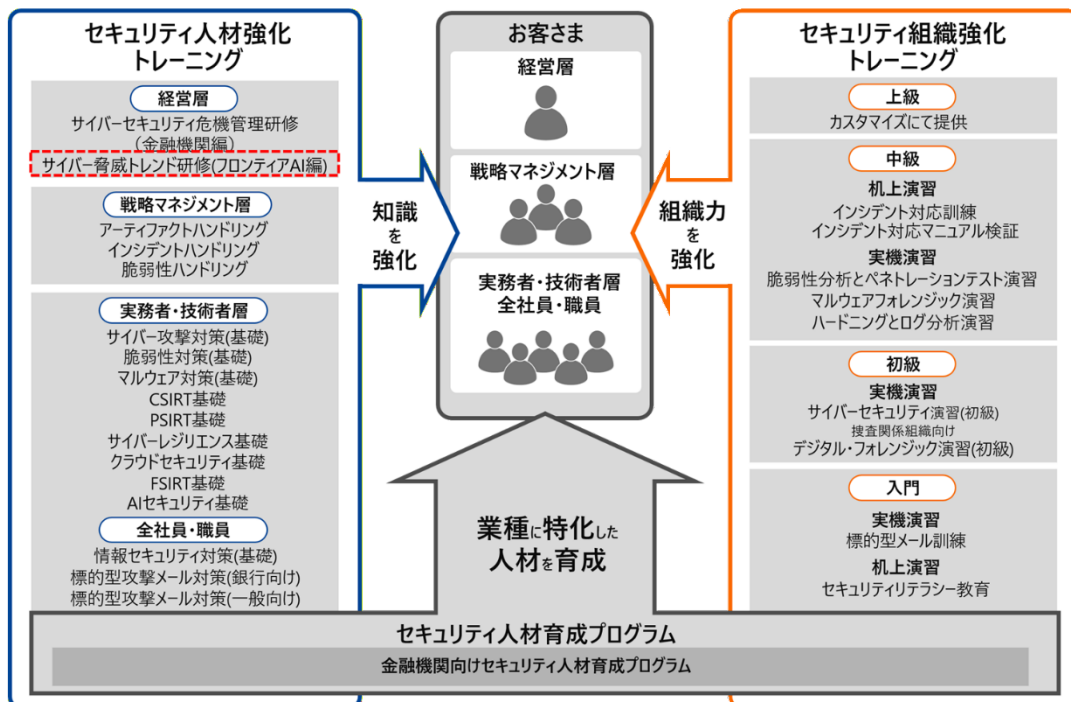 セキュリティ人材強化
トレーニング
経営層
サイバーセキュリティ危機管理研修
（金融機関編）
サイバー脅威トレンド研修(フロンティアAI編)
戦略マネジメント層
アーティファクトハンドリング
インシデントハンドリング
脆弱性ハンドリング
実務者・技術者層
サイバー攻撃対策(基礎)
脆弱性対策(基礎)
マルウェア対策(基礎)
CSIRT基礎
PSIRT基礎
サイバーレジリエンス基礎
クラウドセキュリティ基礎
FSIRT基礎
AIセキュリティ基礎
全社員・職員
情報セキュリティ対策(基礎)
標的型攻撃メール対策(銀行向け)
標的型攻撃メール対策(一般向け)
知識
を
強化
お客さま
経営層
戦略マネジメント層
実務者・技術者層
全社員・職員
組織力
を
強化
セキュリティ組織強化
トレーニング
上級
カスタマイズにて提供
中級
机上演習
インシデント対応訓練
インシデント対応マニュアル検証
実機演習
脆弱性分析とペネトレーションテスト演習
マルウェアフォレンジック演習
ハードニングとログ分析演習
初級
実機演習
サイバーセキュリティ演習(初級)
捜査関係組織向け
デジタル・フォレンジック演習(初級)
入門
実機演習
標的型メール訓練
机上演習
セキュリティリテラシー教育
業種に特化した
人材を育成
セキュリティ人材育成プログラム
金融機関向けセキュリティ人材育成プログラム